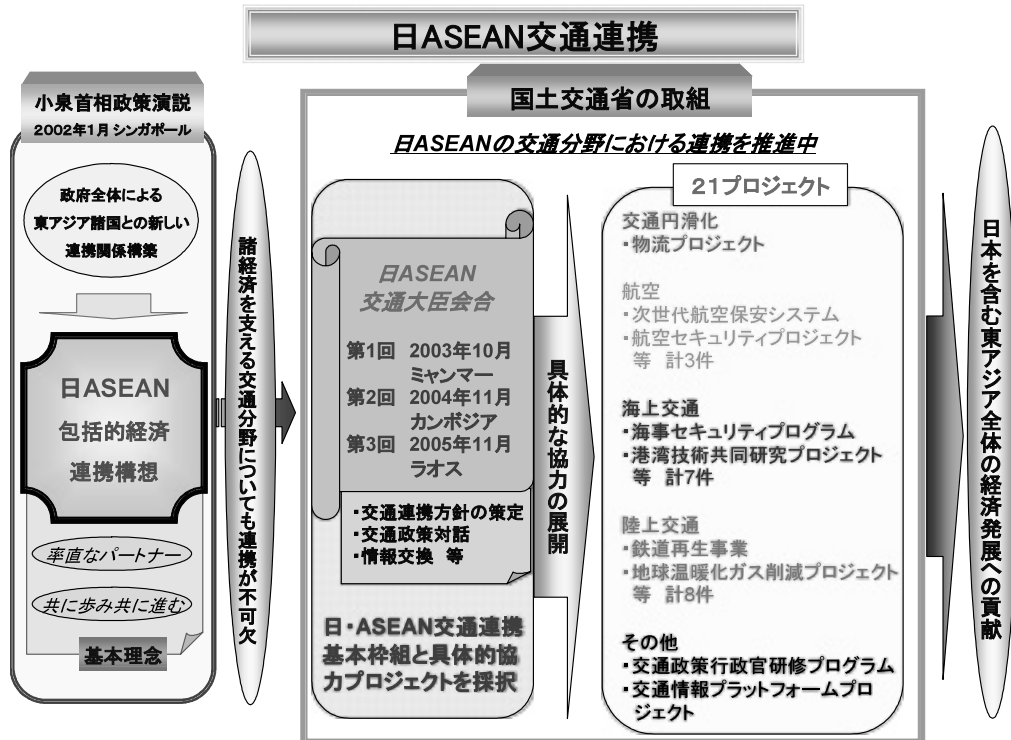 日ASEAN交通連携
小泉首相政策演説
2002年1月 シンガポール
政府全体による
東アジア諸国との新しい
連携関係構築
日ASEAN
包括的経済
連携構想
率直なパートナー
共に歩み共に進む
基本理念
諸経済を支える交通分野についても連携が不可欠
国土交通省の取組
日ASEANの交通分野における連携を推進中
日ASEAN
交通大臣会合
第1回 2003年10月
ミャンマー
第2回 2004年11月
カンボジア
第3回 2005年11月
ラオス
・交通連携方針の策定
・交通政策対話
・情報交換 等
日・ASEAN交通連携
基本枠組と具体的協
力プロジェクトを採択
具体的な協力の展開
21プロジェクト
交通円滑化
・物流プロジェクト
航空
・次世代航空保安システム
・航空セキュリティプロジェクト
等 計3件
海上交通
・海事セキュリティプログラム
・港湾技術共同研究プロジェクト
等 計7件
陸上交通
・鉄道再生事業
・地球温暖化ガス削減プロジェクト
等 計8件
その他
・交通政策行政官研修プログラム
・交通情報プラットフォームプロ
ジェクト
日本を含む東アジア全体の経済発展への貢献